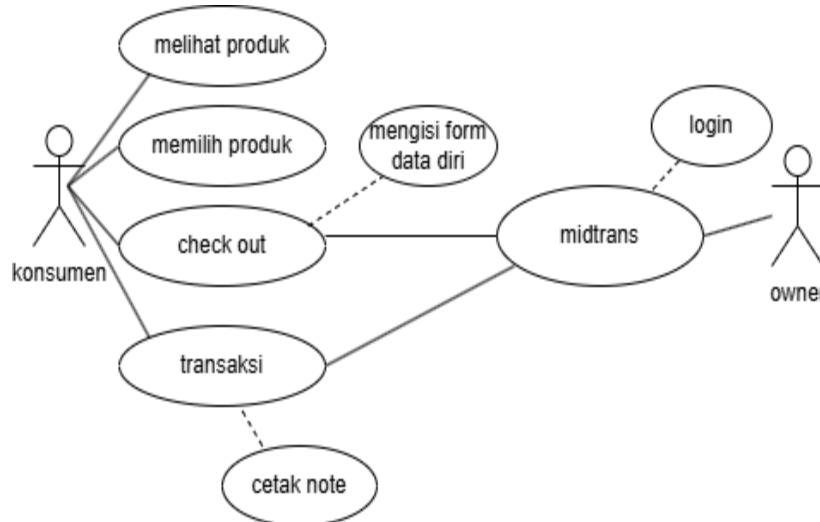 melihat produk
memilih produk
mengisi form
data diri
login
check out
midtrans
konsumen
owner
transaksi
cetak note